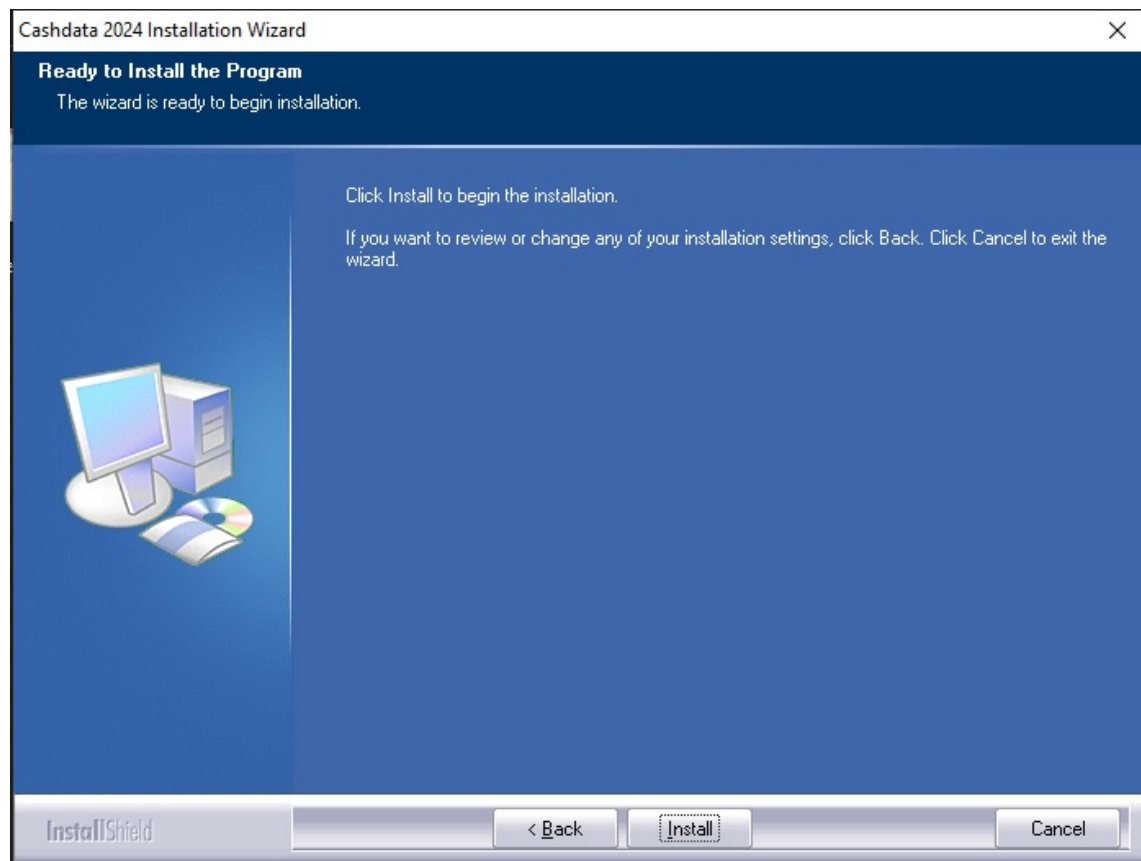 Cashdata 2024 Installation Wizard
Ready to Install the Program
The wizard is ready to begin installation.
Click Install to begin the installation.
If you want to review or change any of your installation settings, click Back. Click Cancel to exit the
wizard.
InstallShield
< Back
Install
Cancel